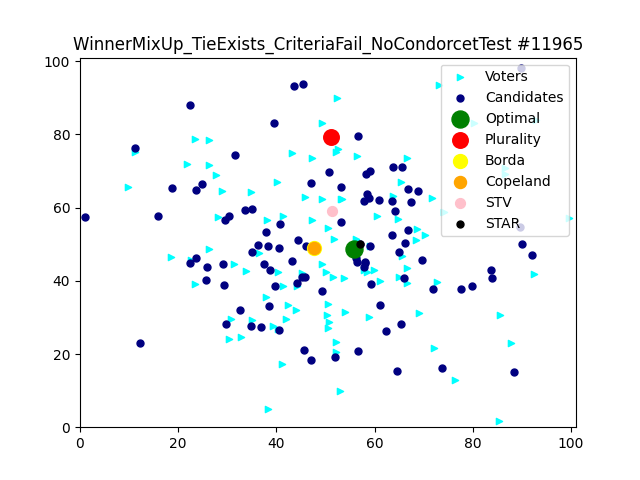 WinnerMixUp_TieExists_CriteriaFail_NoCondorcetTest #11965
Voters
Candidates
Optimal
Plurality
Borda
Copeland
STV
STAR
100
80
60
40
20
0
0 20 40 60 80 100